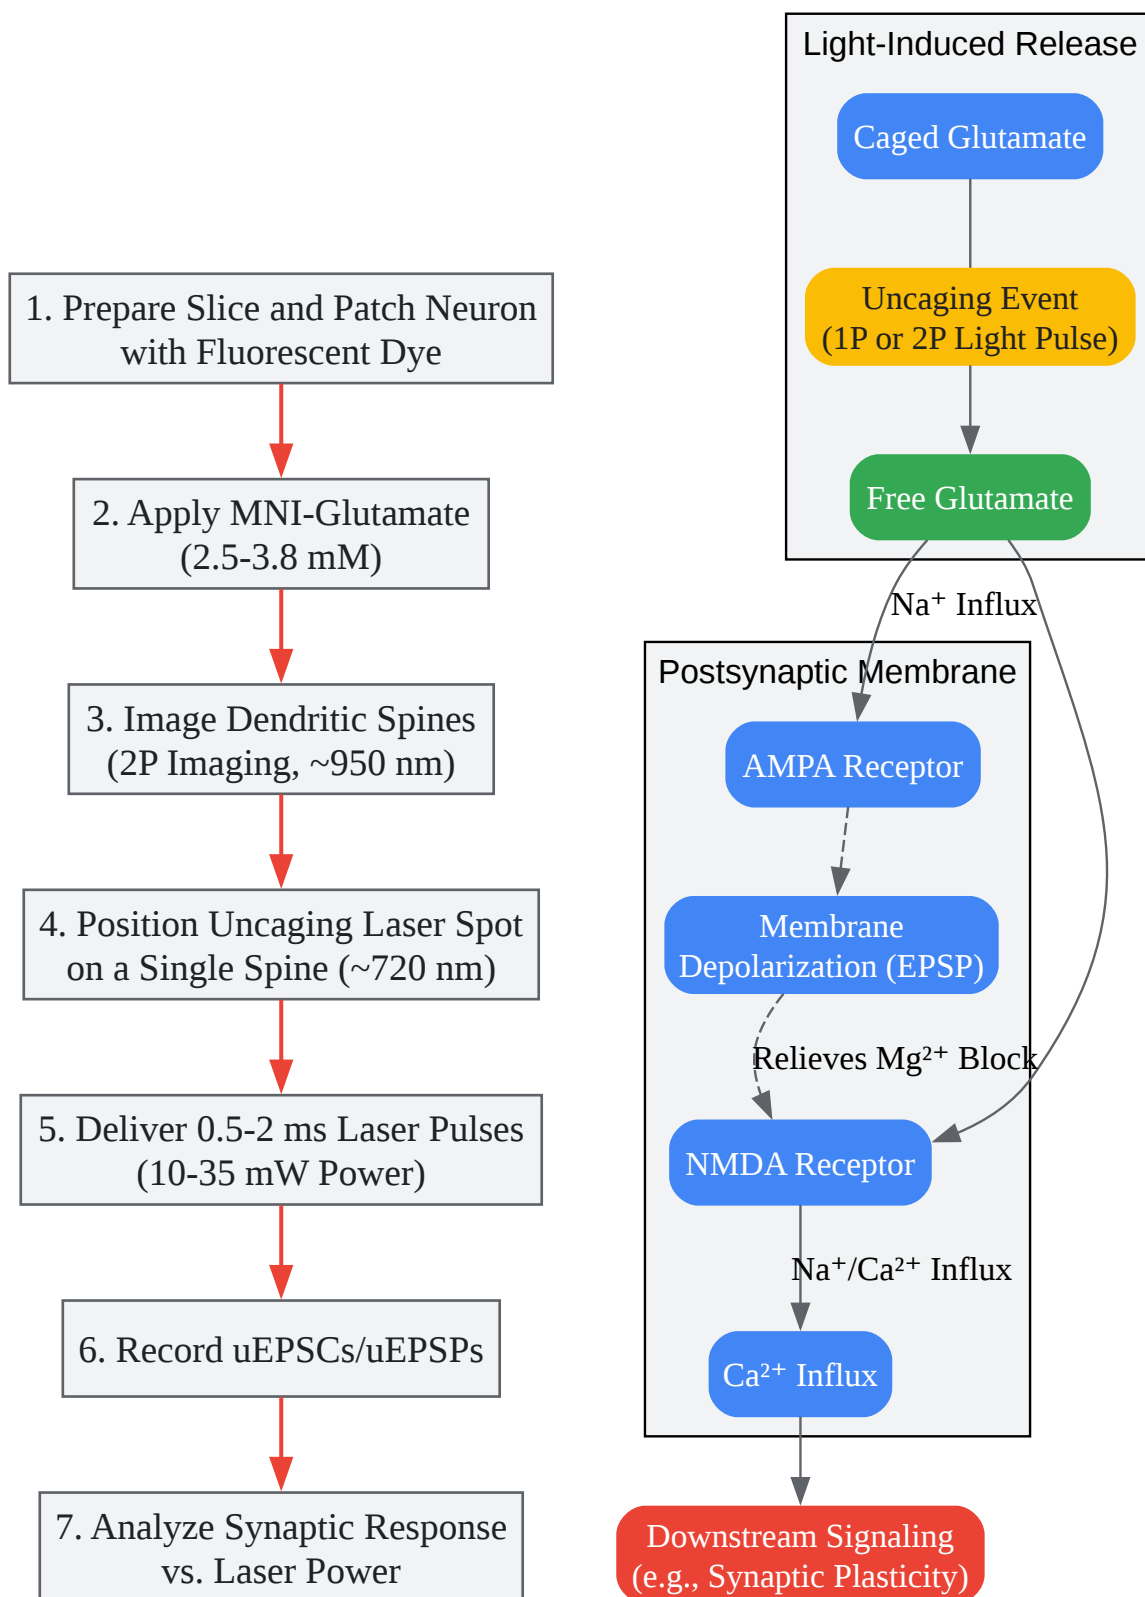 1. Prepare Slice and Patch Neuron
with Fluorescent Dye
2. Apply MNI-Glutamate
(2.5-3.8 mM)
3. Image Dendritic Spines
(2P Imaging, ~950 nm)
4. Position Uncaging Laser Spot
on a Single Spine (~720 nm)
5. Deliver 0.5-2 ms Laser Pulses
(10-35 mW Power)
6. Record uEPSCs/uEPSPs
7. Analyze Synaptic Response
vs. Laser Power
Light-Induced Release
Caged Glutamate
Uncaging Event
(1P or 2P Light Pulse)
Free Glutamate
Na⁺ Influx
Postsynaptic Membrane
AMPA Receptor
Membrane
Depolarization (EPSP)
Relieves Mg²⁺ Block
NMDA Receptor
Na⁺/Ca²⁺ Influx
Ca²⁺ Influx
Downstream Signaling
(e.g., Synaptic Plasticity)